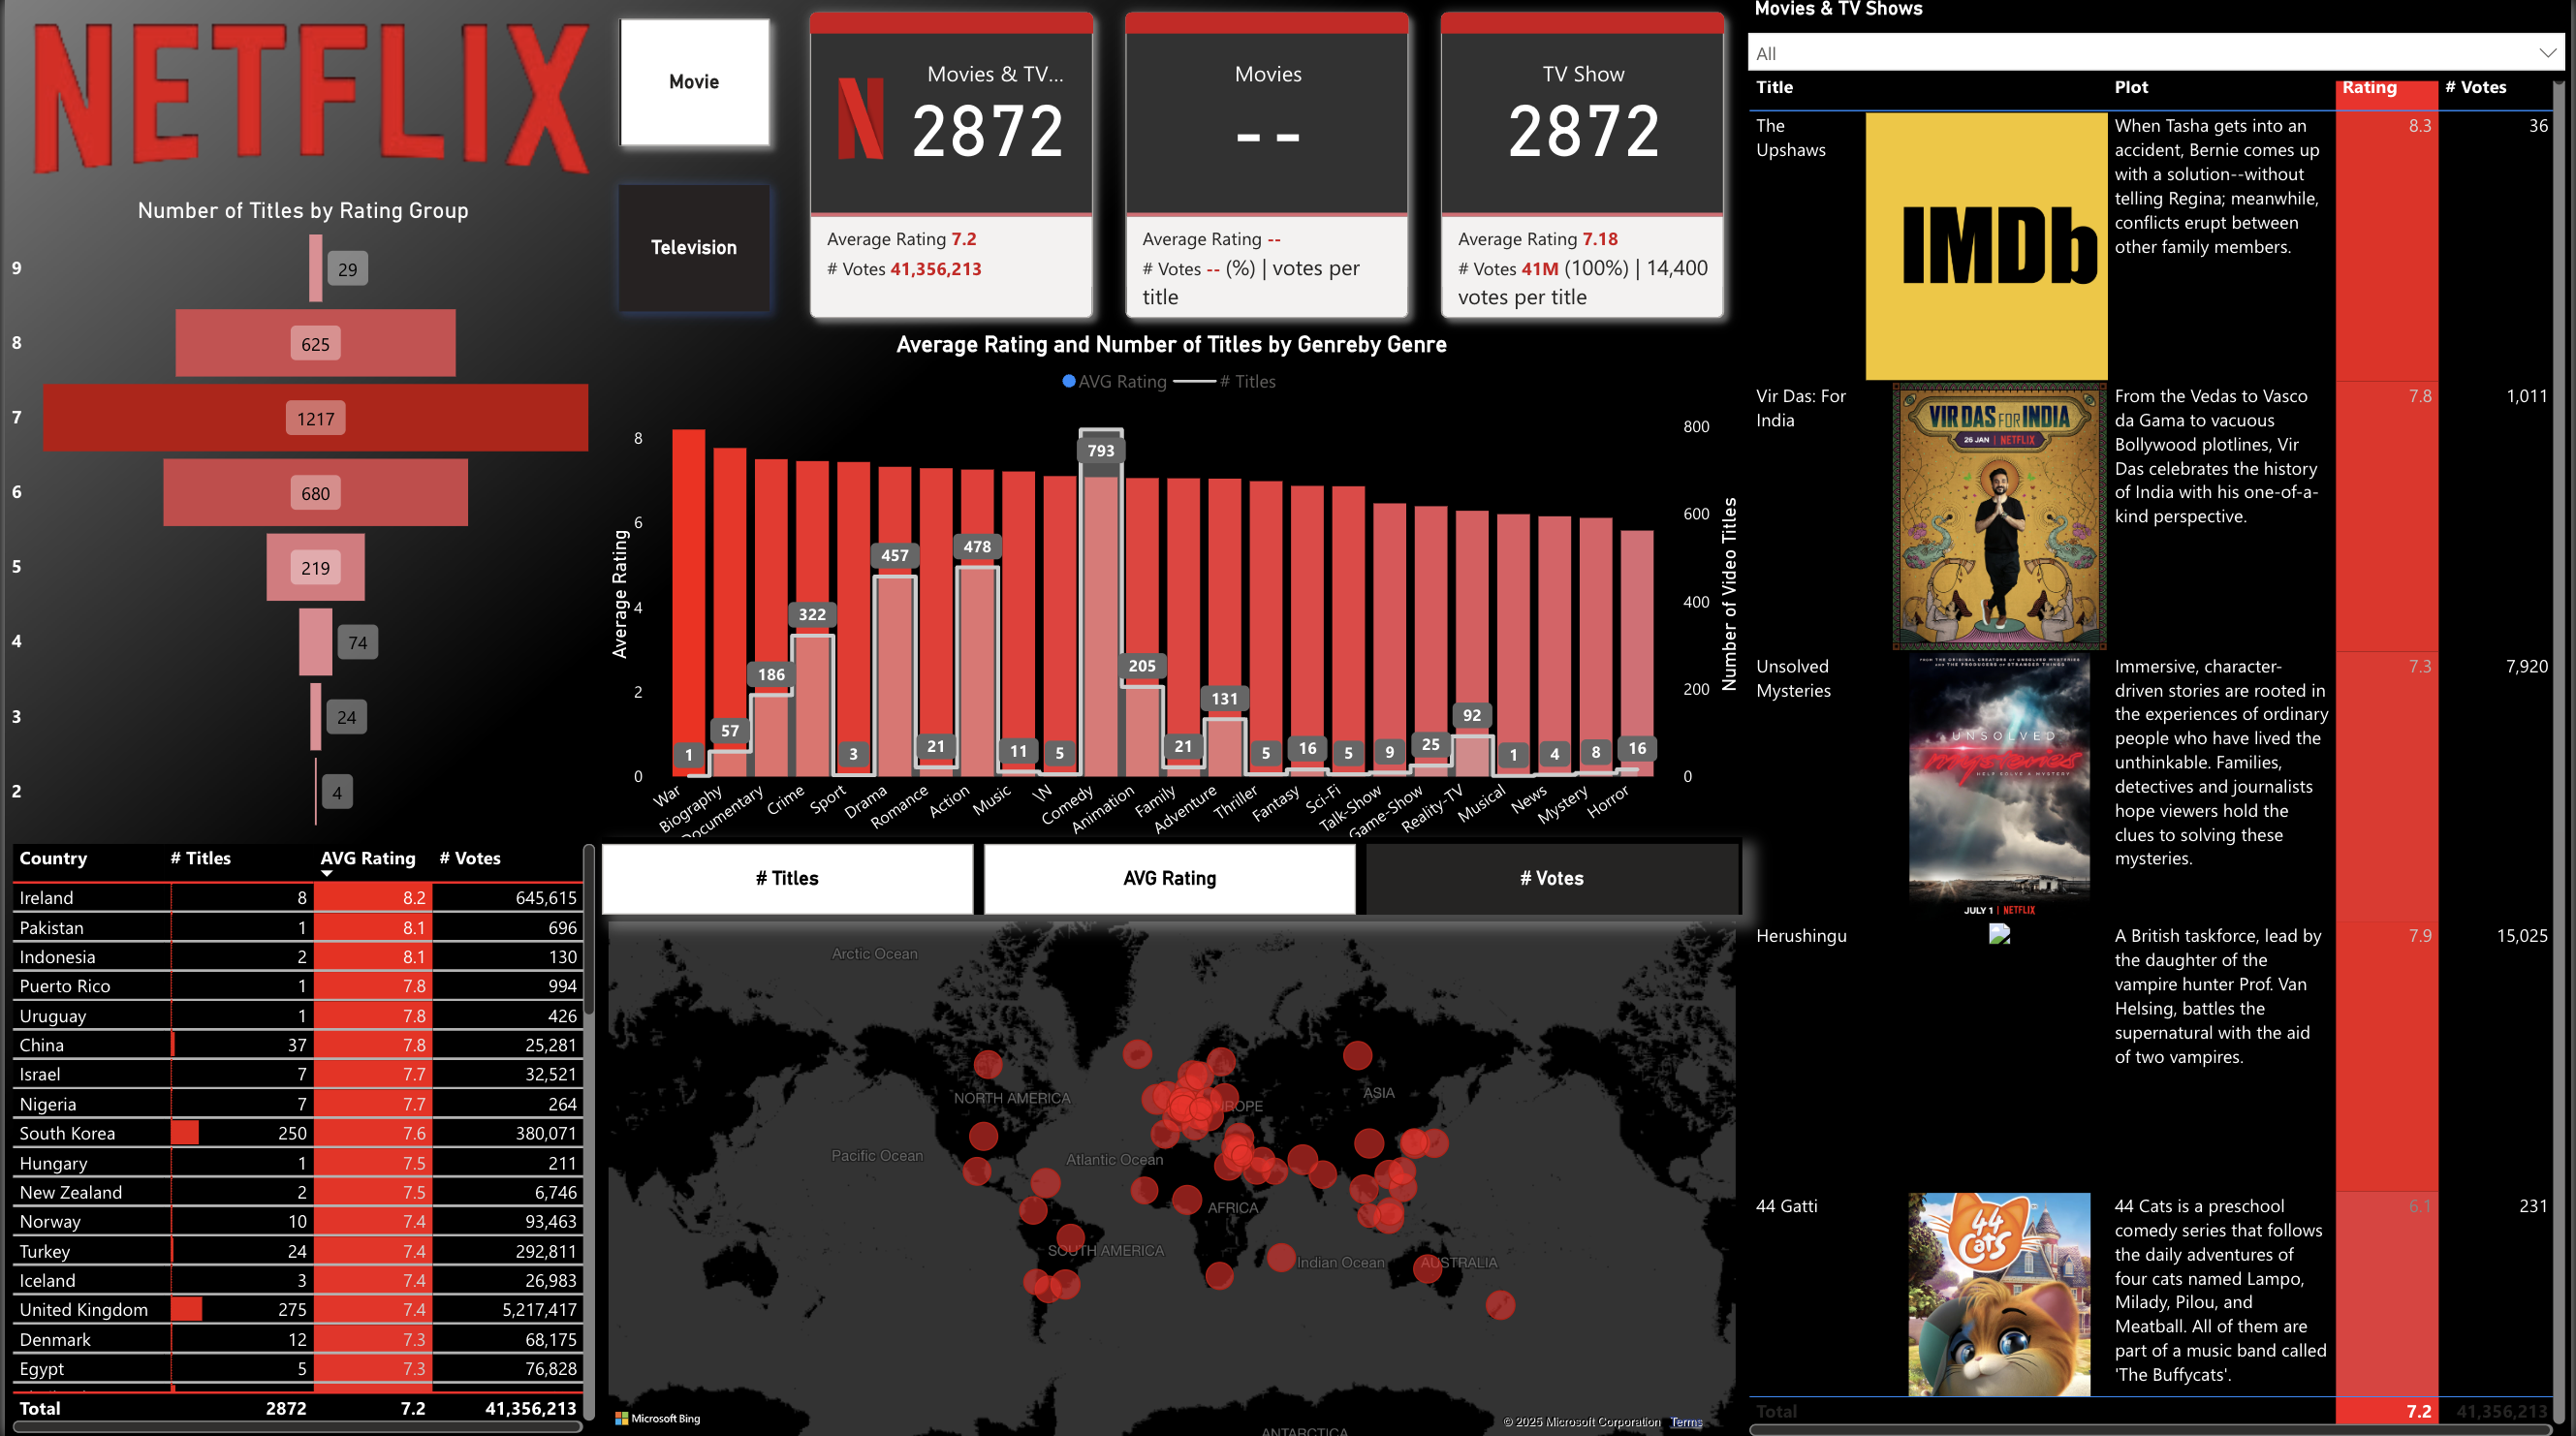 NETFLIX
Number of Titles by Rating Group
9
29
8
625
7
1217
6
680
5
219
4
74
3
24
2
4
Movie
Television
Movies & TV...
2872
Average Rating 7.2
# Votes 41,356,213
Movies
--
Average Rating --
# Votes -- (%) | votes per
title
TV Show
2872
Average Rating 7.18
# Votes 41M (100%) | 14,400
votes per title
Average Rating and Number of Titles by Genreby Genre
AVG Rating # Titles
Average Rating
8
6
4
2
0
Number of Video Titles
800
600
400
200
0
1
57
186
322
3
457
21
478
11
5
793
205
21
131
5
16
5
9
25
92
1
4
8
16
War
Biography
Documentary
Crime
Sport
Drama
Romance
Action
Music
\N
Comedy
Animation
Family
Adventure
Thriller
Fantasy
Sci-Fi
Talk-Show
Game-Show
Reality-TV
Musical
News
Mystery
Horror
Country # Titles AVG Rating # Votes
Ireland 8 8.2 645,615
Pakistan 1 8.1 696
Indonesia 2 8.1 130
Puerto Rico 1 7.8 994
Uruguay 1 7.8 426
China 37 7.8 25,281
Israel 7 7.7 32,521
Nigeria 7 7.7 264
South Korea 250 7.6 380,071
Hungary 1 7.5 211
New Zealand 2 7.5 6,746
Norway 10 7.4 93,463
Turkey 24 7.4 292,811
Iceland 3 7.4 26,983
United Kingdom 275 7.4 5,217,417
Denmark 12 7.3 68,175
Egypt 5 7.3 76,828
Total 2872 7.2 41,356,213
# Titles
AVG Rating
# Votes
Arctic Ocean
NORTH AMERICA
ASIA
Pacific Ocean
Atlantic Ocean
AFRICA
SOUTH AMERICA
Indian Ocean
AUSTRALIA
ANTARCTICA
Microsoft Bing
© 2025 Microsoft Corporation Terms
Movies & TV Shows
All
Title Plot Rating # Votes
The
Upshaws
IMDb
When Tasha gets into an
accident, Bernie comes up
with a solution--without
telling Regina; meanwhile,
conflicts erupt between
other family members.
8.3
36
Vir Das: For
India
VIR DAS FOR INDIA
26 JAN | NETFLIX
From the Vedas to Vasco
da Gama to vacuous
Bollywood plotlines, Vir
Das celebrates the history
of India with his one-of-a-
kind perspective.
7.8
1,011
Unsolved
Mysteries
FROM THE ORIGINAL CREATORS OF UNSOLVED MYSTERIES
AND THE PRODUCERS OF STRANGER THINGS
UNSOLVED
mysteries
HELP SOLVE A MYSTERY
JULY 1 | NETFLIX
Immersive, character-
driven stories are rooted in
the experiences of ordinary
people who have lived the
unthinkable. Families,
detectives and journalists
hope viewers hold the
clues to solving these
mysteries.
7.3
7,920
Herushingu
A British taskforce, lead by
the daughter of the
vampire hunter Prof. Van
Helsing, battles the
supernatural with the aid
of two vampires.
7.9
15,025
44 Gatti
44
Cats
44 Cats is a preschool
comedy series that follows
the daily adventures of
four cats named Lampo,
Milady, Pilou, and
Meatball. All of them are
part of a music band called
'The Buffycats'.
6.1
231
Total 7.2 41,356,213